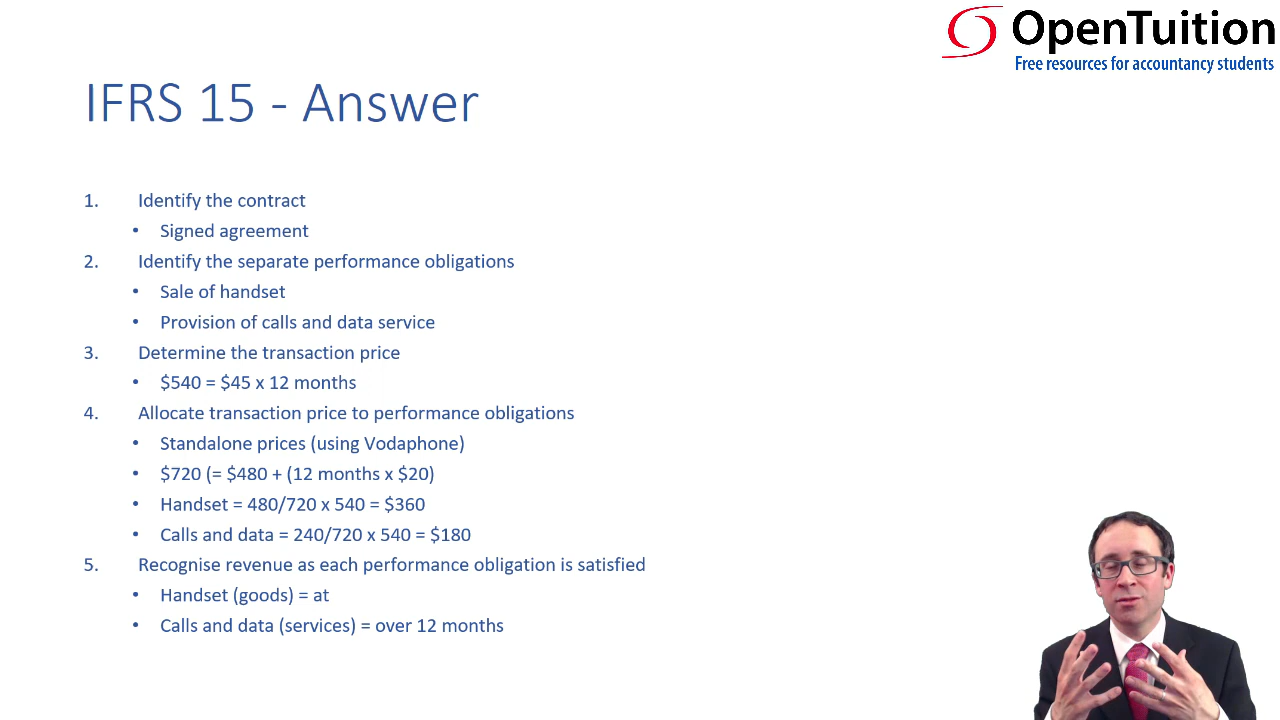 OpenTuition
Free resources for accountancy students
IFRS 15 - Answer
1. Identify the contract
• Signed agreement
2. Identify the separate performance obligations
• Sale of handset
• Provision of calls and data service
3. Determine the transaction price
• $540 = $45 x 12 months
4. Allocate transaction price to performance obligations
• Standalone prices (using Vodaphone)
• $720 (= $480 + (12 months x $20)
• Handset = 480/720 x 540 = $360
• Calls and data = 240/720 x 540 = $180
5. Recognise revenue as each performance obligation is satisfied
• Handset (goods) = at
• Calls and data (services) = over 12 months